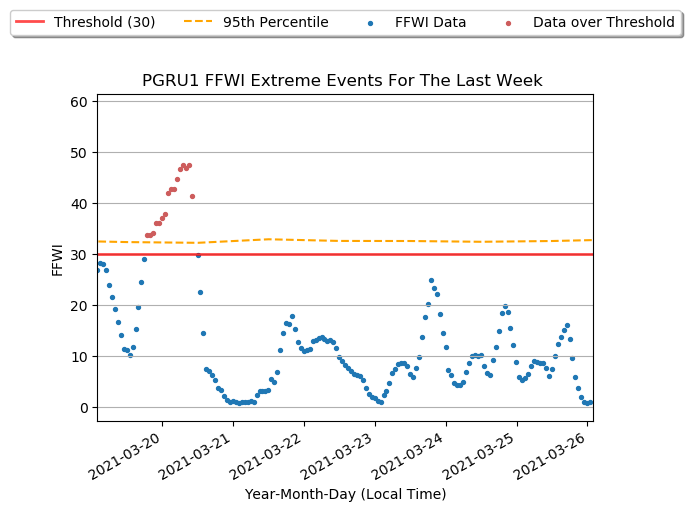 Threshold (30) 95th Percentile FFWI Data Data over Threshold
PGRU1 FFWI Extreme Events For The Last Week
60
50
40
30
20
10
0
FFWI
2021-03-20 2021-03-21 2021-03-22 2021-03-23 2021-03-24 2021-03-25 2021-03-26
Year-Month-Day (Local Time)